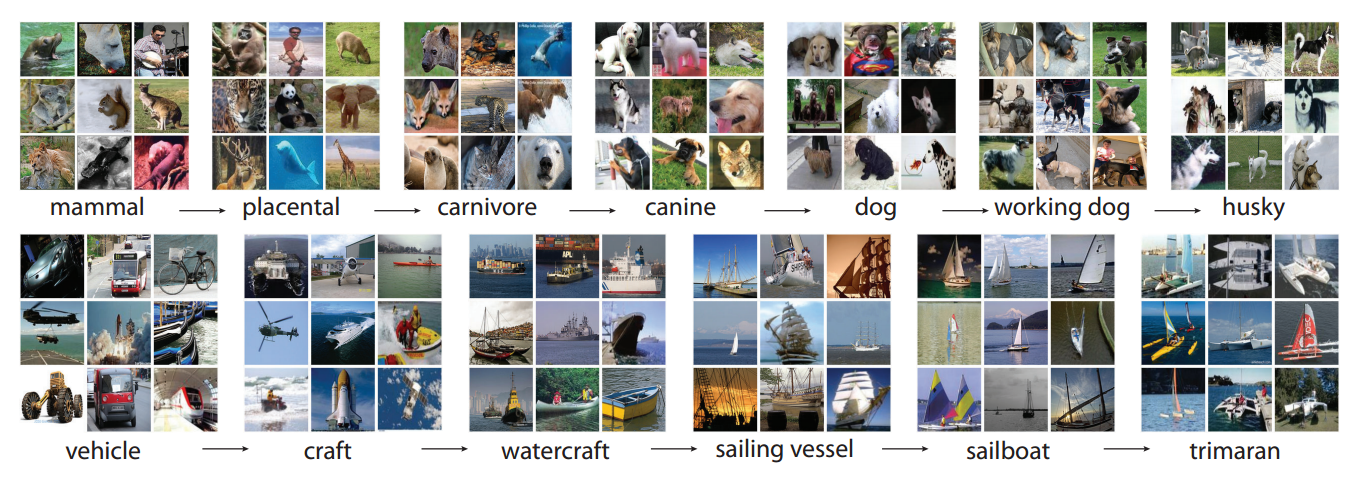 mammal → placental → carnivore → canine → dog → working dog → husky
vehicle → craft → watercraft → sailing vessel → sailboat → trimaran